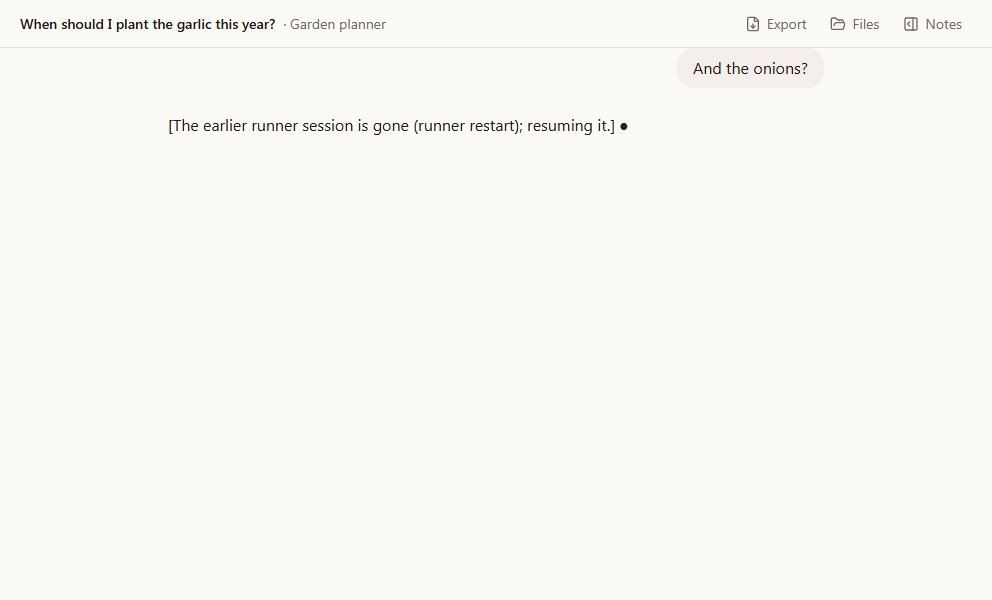 When should I plant the garlic this year? · Garden planner Export Files Notes
And the onions?
[The earlier runner session is gone (runner restart); resuming it.] ●